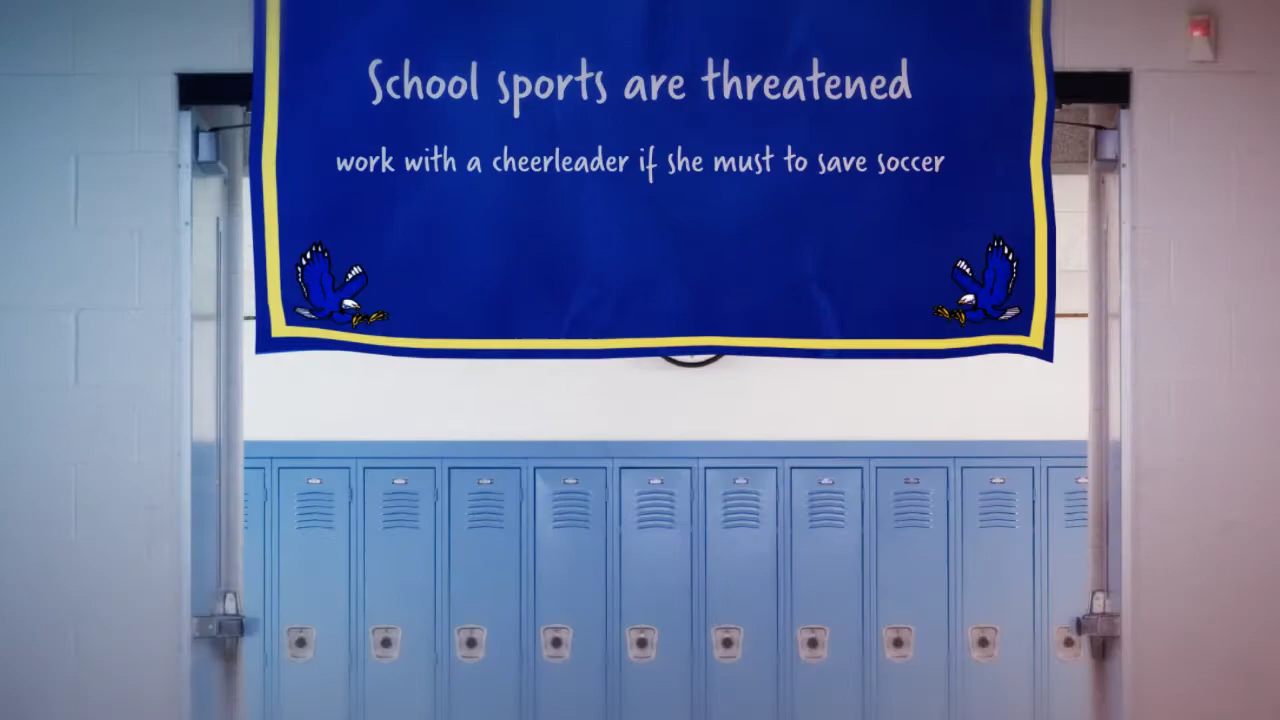 School sports are threatened
work with a cheerleader if she must to save soccer